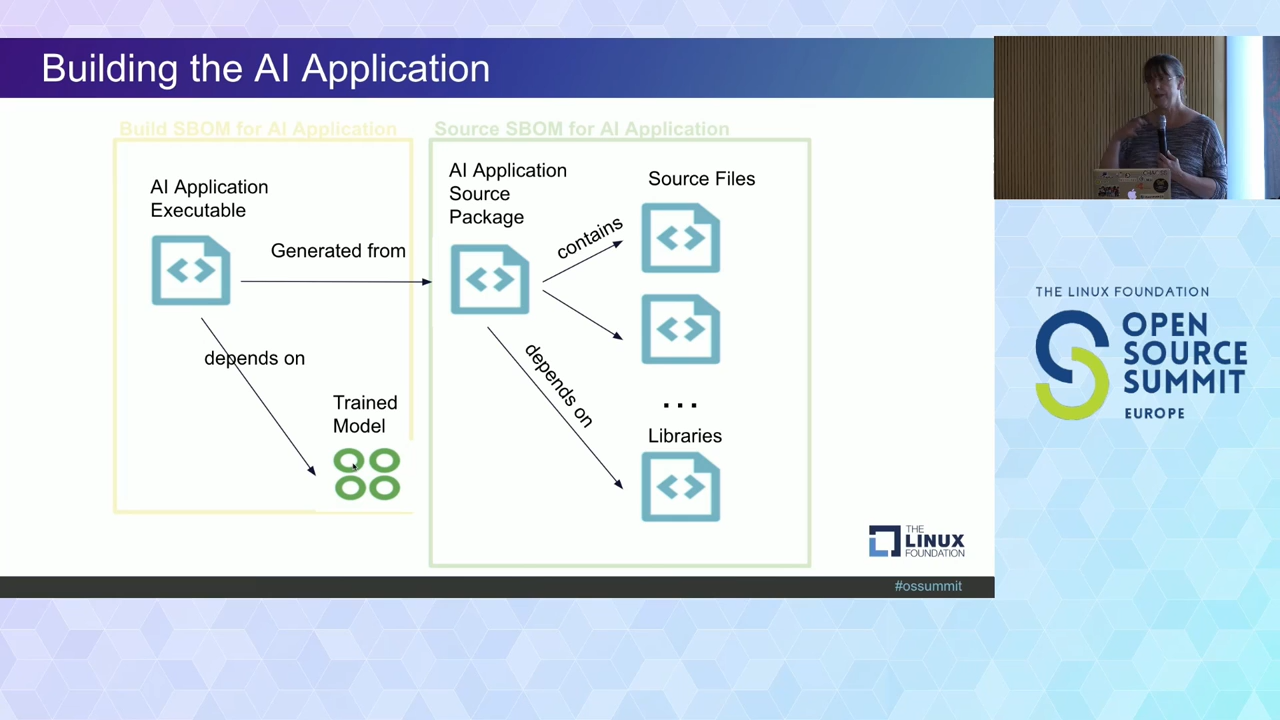 Building the AI Application
Build SBOM for AI Application
Source SBOM for AI Application
AI Application
Executable
Generated from
depends on
Trained
Model
AI Application
Source
Package
contains
depends on
Source Files
...
Libraries
THE
LINUX
FOUNDATION
#ossummit
THE LINUX FOUNDATION
OPEN
SOURCE
SUMMIT
EUROPE